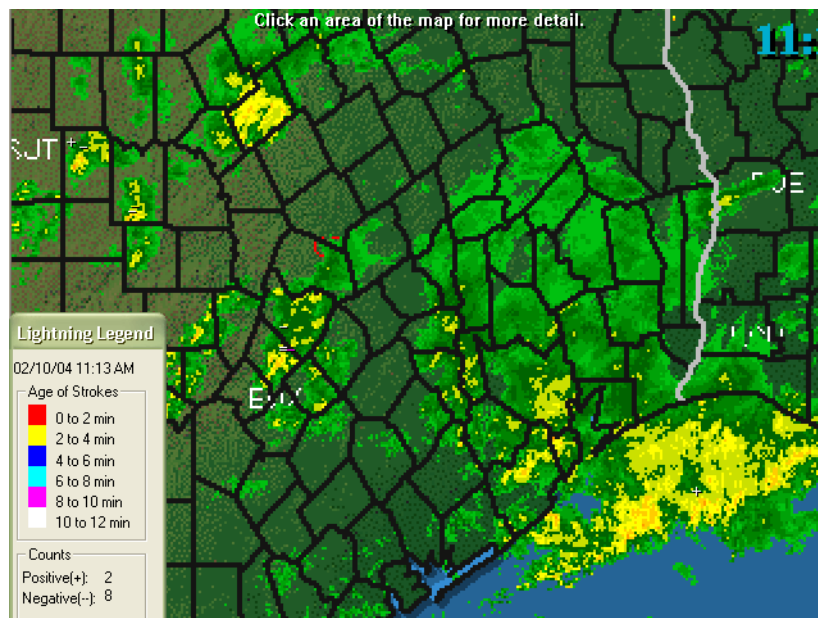 Click an area of the map for more detail.
11:
SJT
Lightning Legend
02/10/04 11:13 AM
Age of Strokes
0 to 2 min
2 to 4 min
4 to 6 min
6 to 8 min
8 to 10 min
10 to 12 min
Counts
Positive(+): 2
Negative(--): 8